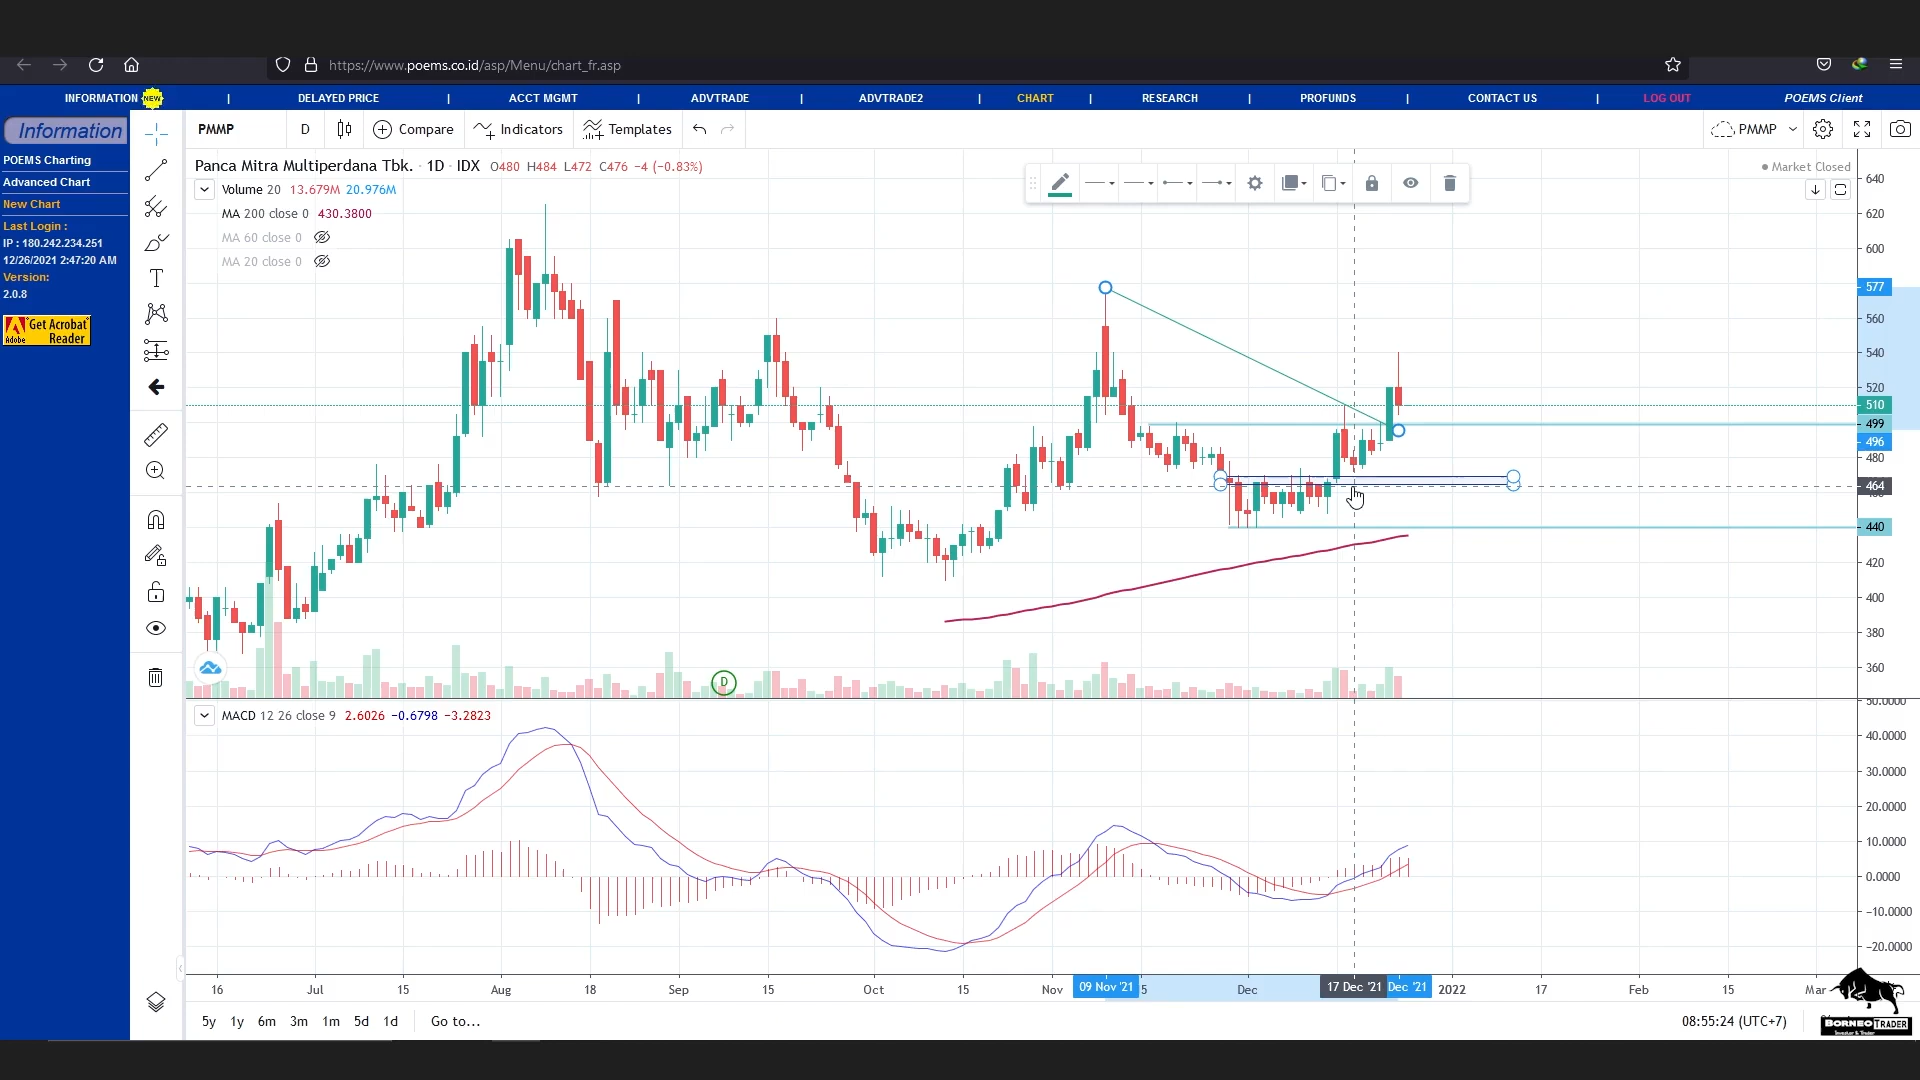 https://www.poems.co.id/asp/Menu/chart_fr.asp
INFORMATION NEW | DELAYED PRICE | ACCT MGMT | ADVTRADE | ADVTRADE2 | CHART | RESEARCH | PROFUNDS | CONTACT US | LOG OUT POEMS Client
Information
POEMS Charting
Advanced Chart
New Chart
Last Login :
IP : 180.242.234.251
12/26/2021 2:47:20 AM
Version:
2.0.8
Get Acrobat
Adobe Reader
PMMP D Compare Indicators Templates PMMP
Panca Mitra Multiperdana Tbk. · 1D · IDX O480 H484 L472 C476 −4 (−0.83%)
Market Closed
Volume 20 13.679M 20.976M
MA 200 close 0 430.3800
MA 60 close 0
MA 20 close 0
640
620
600
577
560
540
520
510
499
496
480
464
440
420
400
380
360
D
MACD 12 26 close 9 2.6026 −0.6798 −3.2823
50.0000
40.0000
30.0000
20.0000
10.0000
0.0000
−10.0000
−20.0000
16 Jul 15 Aug 18 Sep 15 Oct 15 Nov 09 Nov '21 5 Dec 17 Dec '21 Dec '21 2022 17 Feb 15 Mar
5y 1y 6m 3m 1m 5d 1d Go to...
08:55:24 (UTC+7)
BORNEOTRADER
Investor & Trader